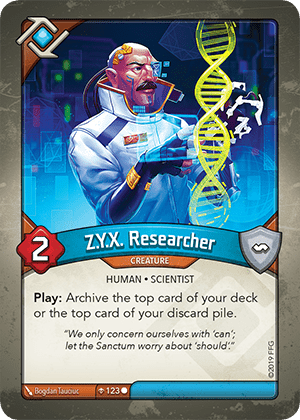 2
Z.Y.X. Researcher
CREATURE
HUMAN • SCIENTIST
Play: Archive the top card of your deck
or the top card of your discard pile.
“We only concern ourselves with ‘can’;
let the Sanctum worry about ‘should’.”
Bogdan Tauciuc
123
©2019 FFG